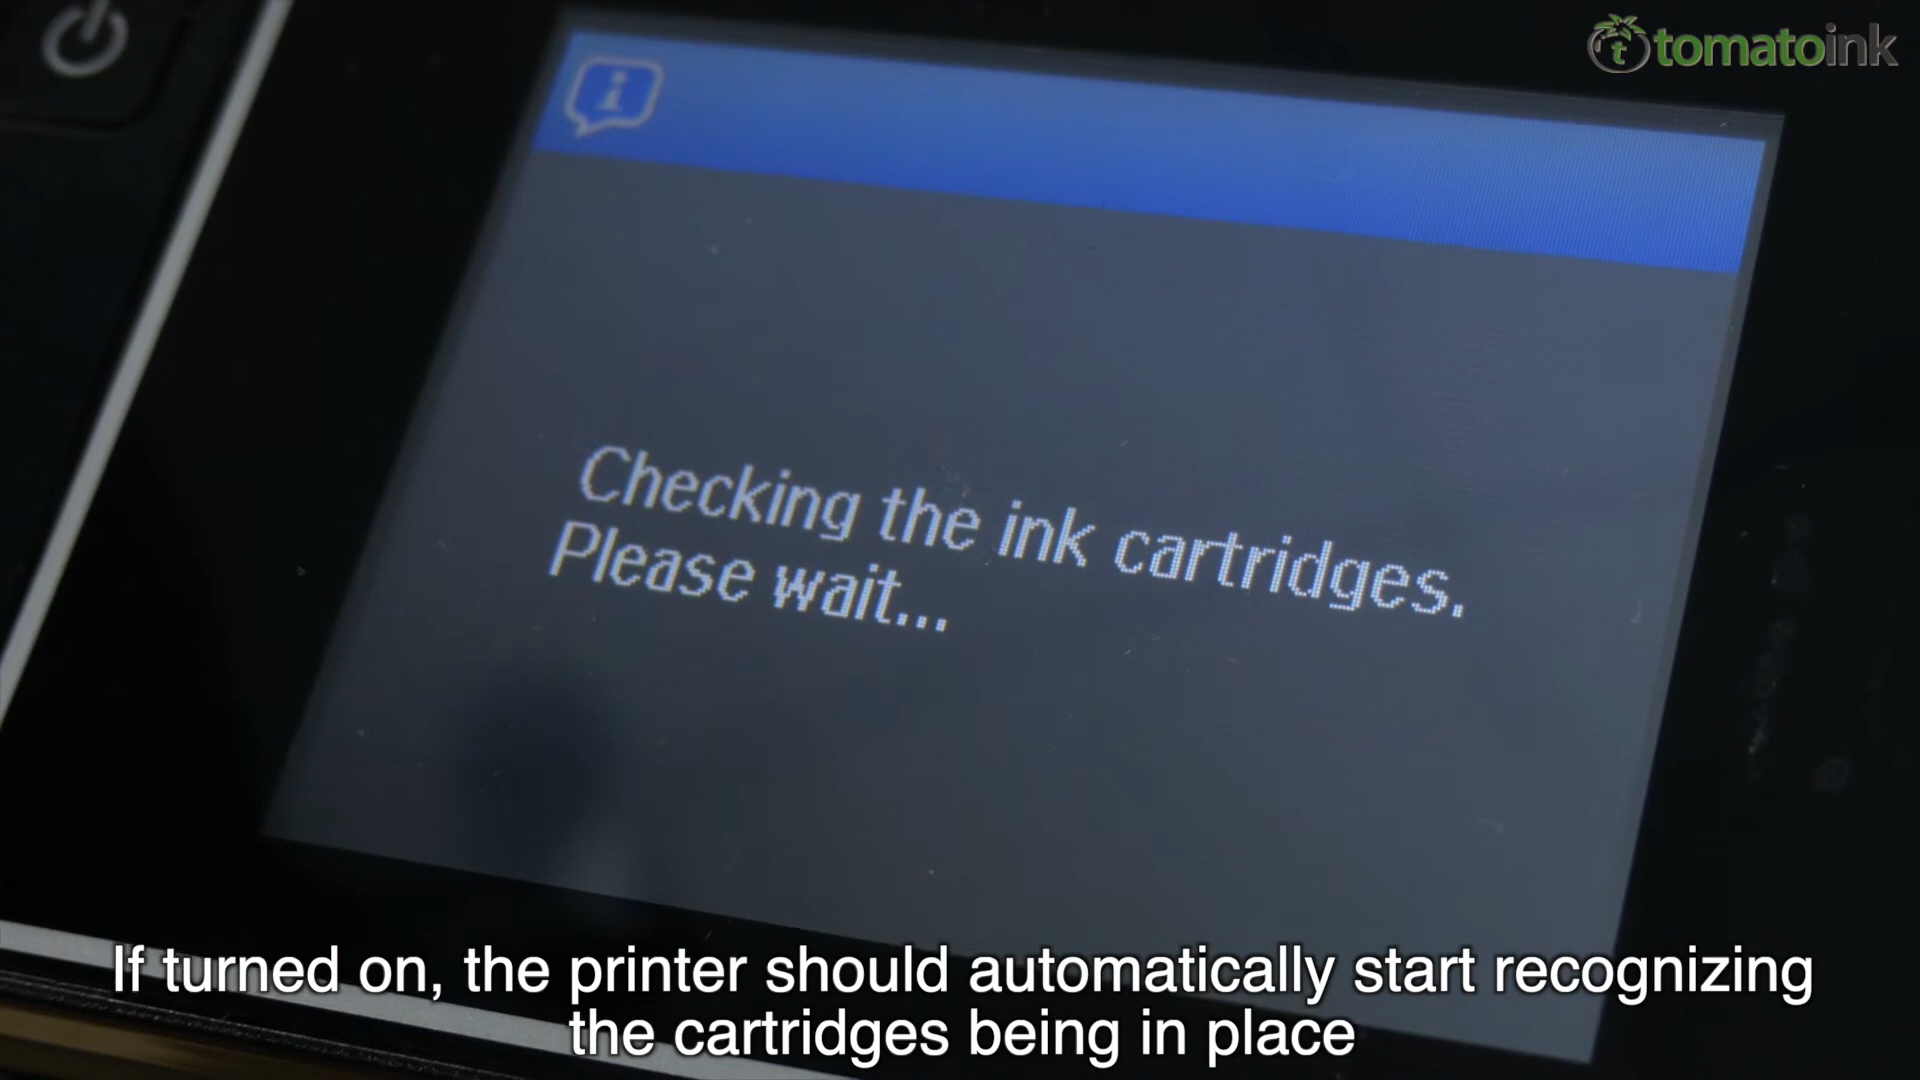 tomatoink
Checking the ink cartridges.
Please wait...
If turned on, the printer should automatically start recognizing
the cartridges being in place